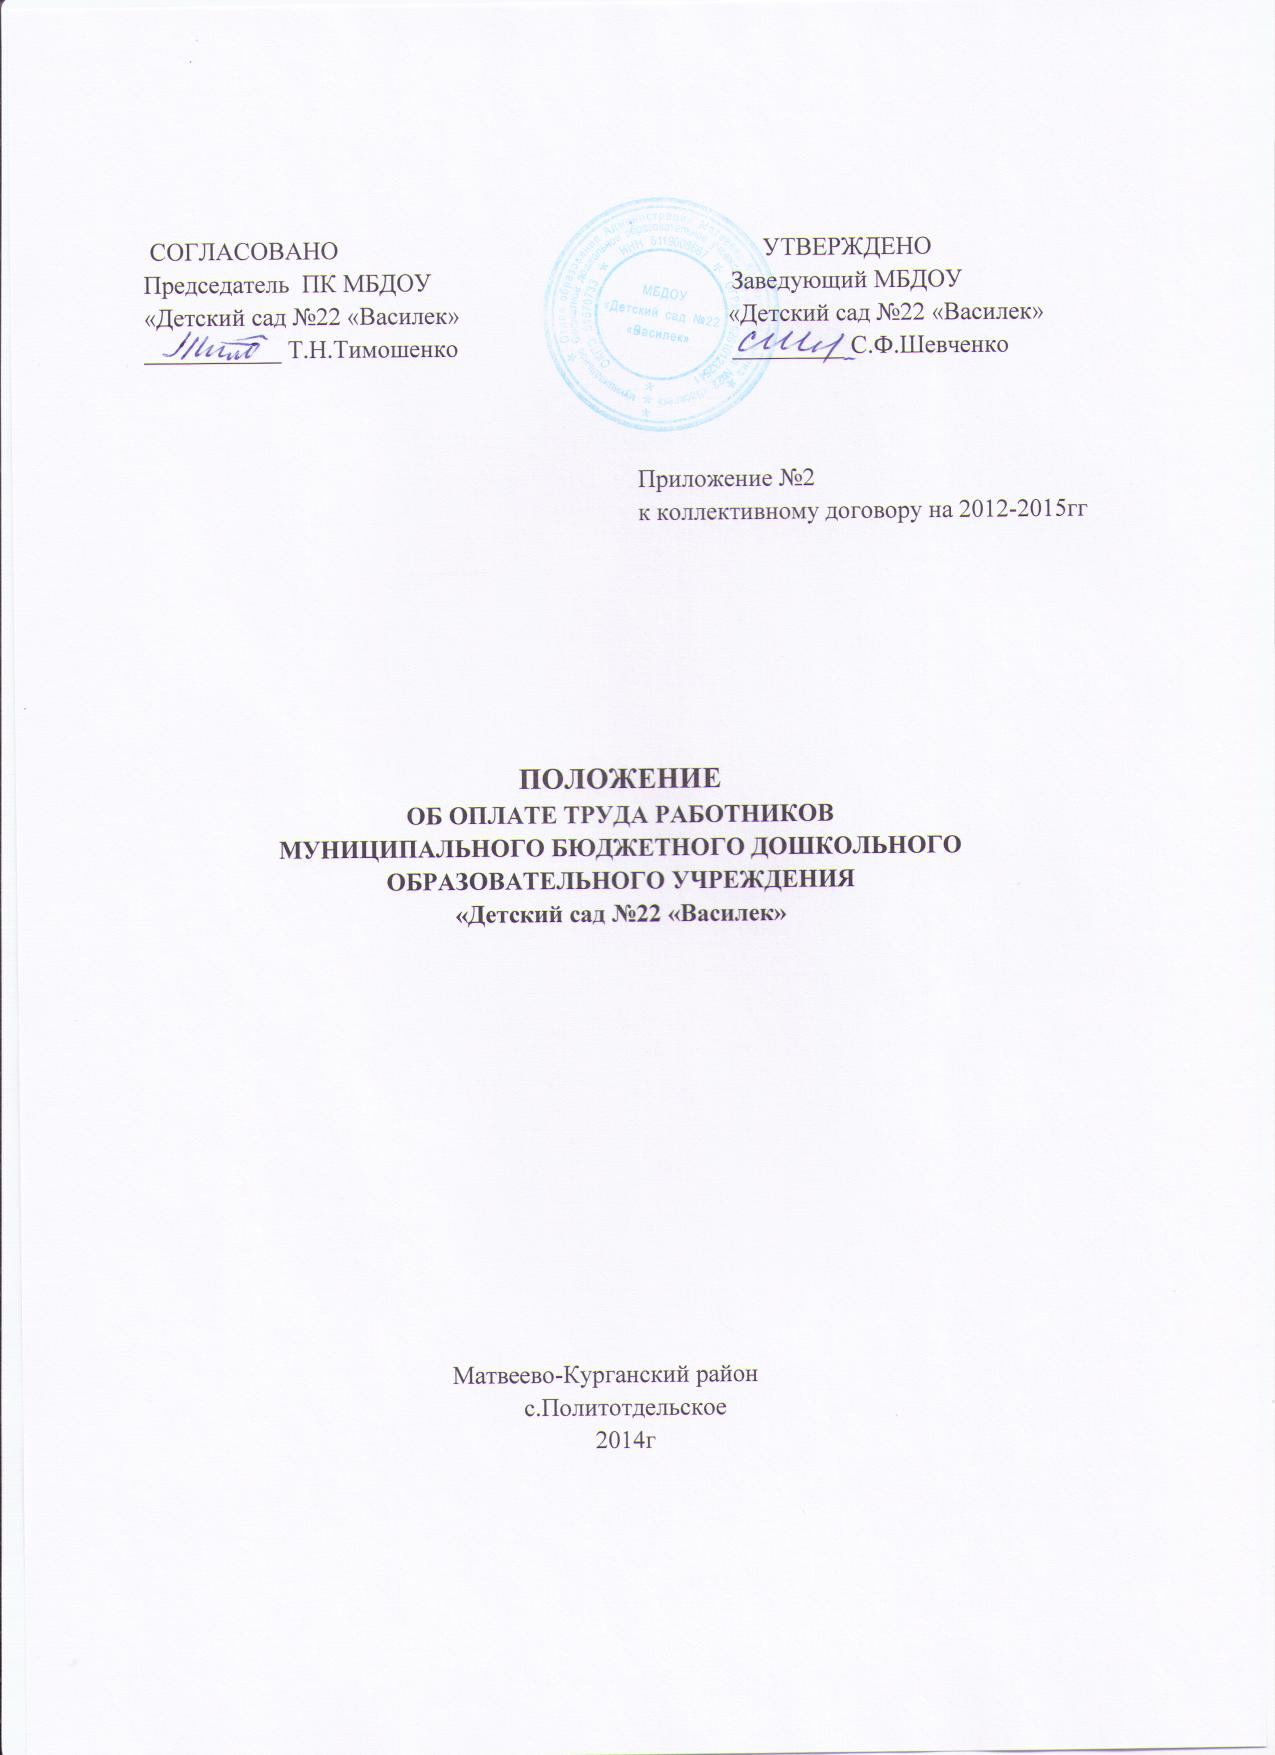 СОГЛАСОВАНО
Председатель ПК МБДОУ
«Детский сад №22 «Василек»
____________ Т.Н.Тимошенко
УТВЕРЖДЕНО
Заведующий МБДОУ
«Детский сад №22 «Василек»
___________С.Ф.Шевченко
МБДОУ
«Детский сад №22
«Василек»
Приложение №2
к коллективному договору на 2012-2015гг
ПОЛОЖЕНИЕ
ОБ ОПЛАТЕ ТРУДА РАБОТНИКОВ
МУНИЦИПАЛЬНОГО БЮДЖЕТНОГО ДОШКОЛЬНОГО
ОБРАЗОВАТЕЛЬНОГО УЧРЕЖДЕНИЯ
«Детский сад №22 «Василек»
Матвеево-Курганский район
с.Политотдельское
2014г